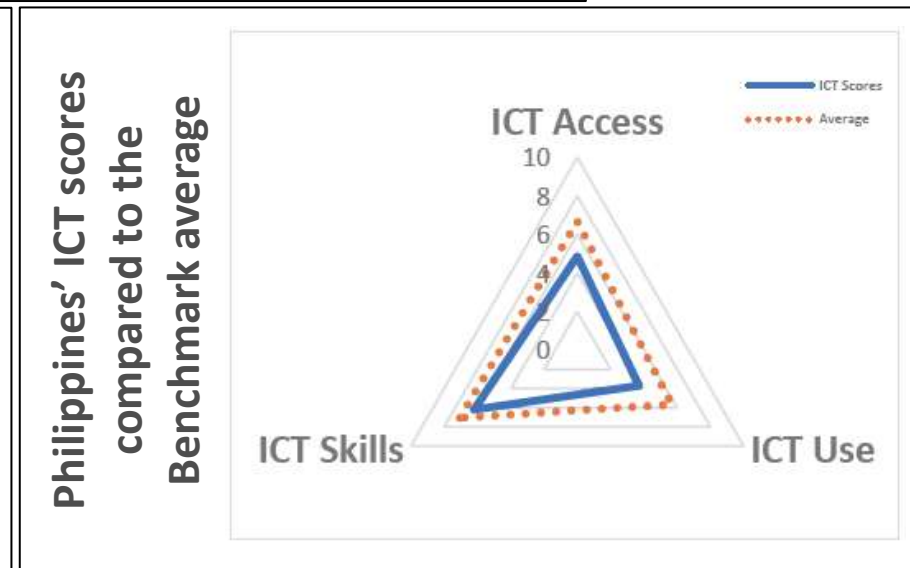 Philippines' ICT scores
compared to the
Benchmark average
ICT Scores
Average
ICT Access
10
8
6
4
2
0
ICT Skills
ICT Use